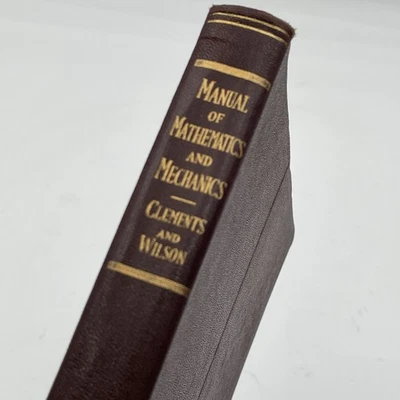 MANUAL
OF
MATHEMATICS
AND
MECHANICS
CLEMENTS
AND
WILSON